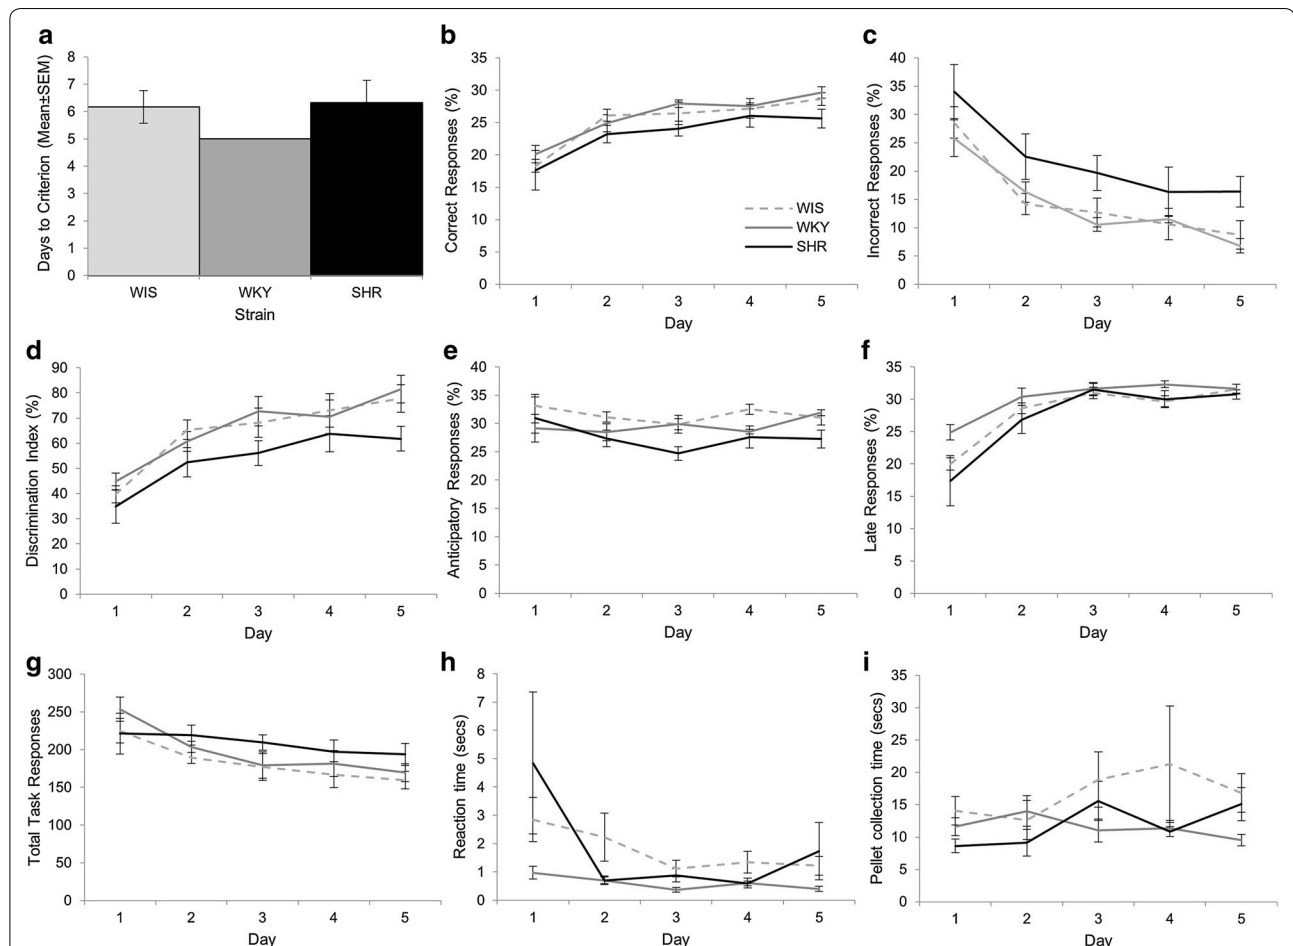 a
Days to Criterion (Mean±SEM)
8
7
6
5
4
3
2
1
0
WIS WKY SHR
Strain
b
Correct Responses (%)
35
30
25
20
15
10
5
0
WIS
WKY
SHR
1 2 3 4 5
Day
c
Incorrect Responses (%)
40
35
30
25
20
15
10
5
0
1 2 3 4 5
Day
d
Discrimination Index (%)
90
80
70
60
50
40
30
20
10
0
1 2 3 4 5
Day
e
Anticipatory Responses (%)
40
35
30
25
20
15
10
5
0
1 2 3 4 5
Day
f
Late Responses (%)
35
30
25
20
15
10
5
0
1 2 3 4 5
Day
g
Total Task Responses
300
250
200
150
100
50
0
1 2 3 4 5
Day
h
Reaction time (secs)
8
7
6
5
4
3
2
1
0
1 2 3 4 5
Day
i
Pellet collection time (secs)
35
30
25
20
15
10
5
0
1 2 3 4 5
Day